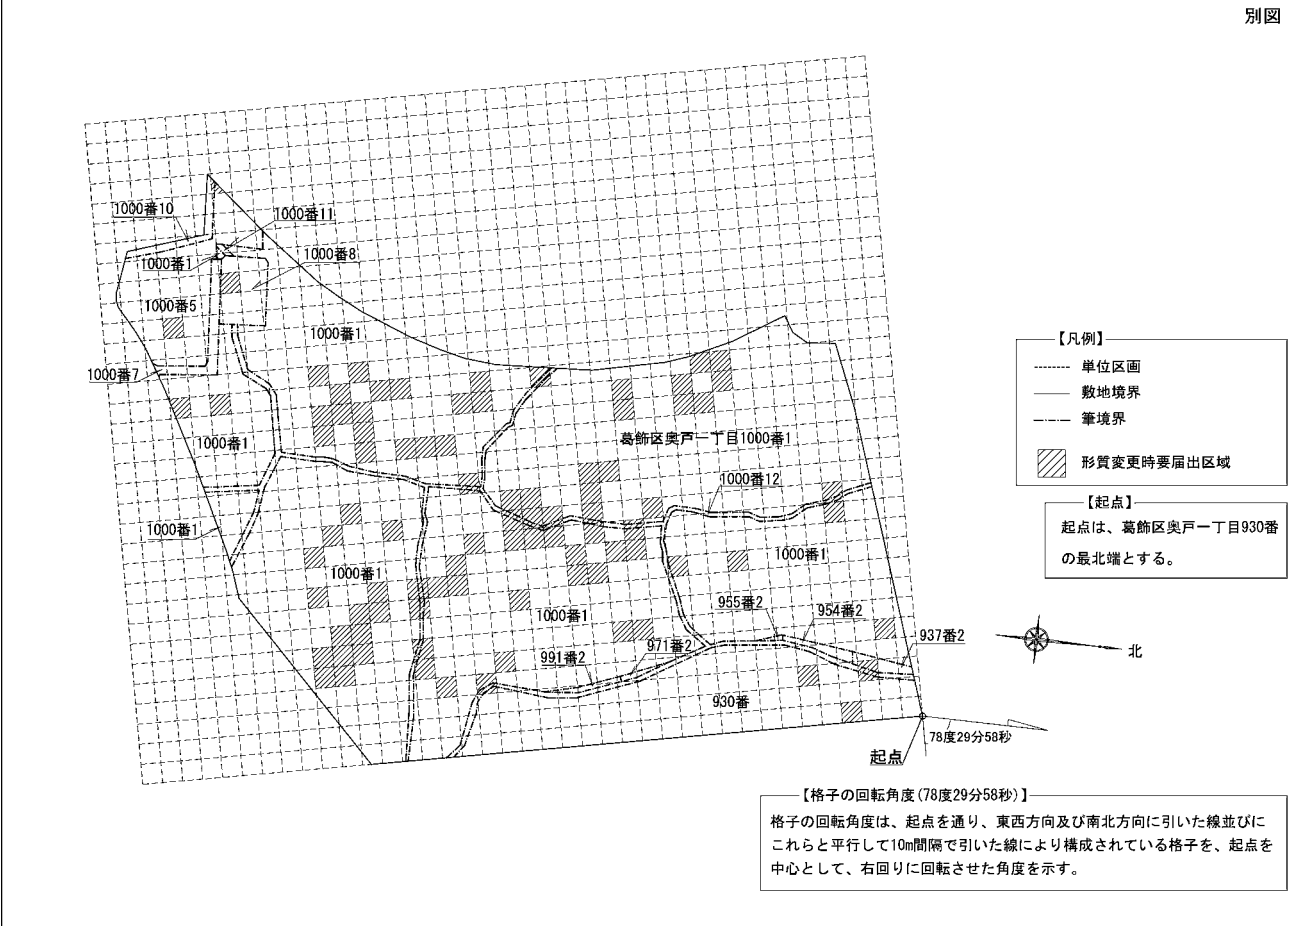 別図
1000番10
1000番11
1000番1
1000番8
1000番5
1000番1
1000番7
1000番1
葛飾区奥戸一丁目1000番1
1000番12
1000番1
1000番1
1000番1
1000番1
955番2
954番2
937番2
991番2
971番2
930番
起点
78度29分58秒
北
【凡例】
単位区画
敷地境界
筆境界
形質変更時要届出区域
【起点】
起点は、葛飾区奥戸一丁目930番
の最北端とする。
【格子の回転角度(78度29分58秒)】
格子の回転角度は、起点を通り、東西方向及び南北方向に引いた線並びに
これらと平行して10m間隔で引いた線により構成されている格子を、起点を
中心として、右回りに回転させた角度を示す。